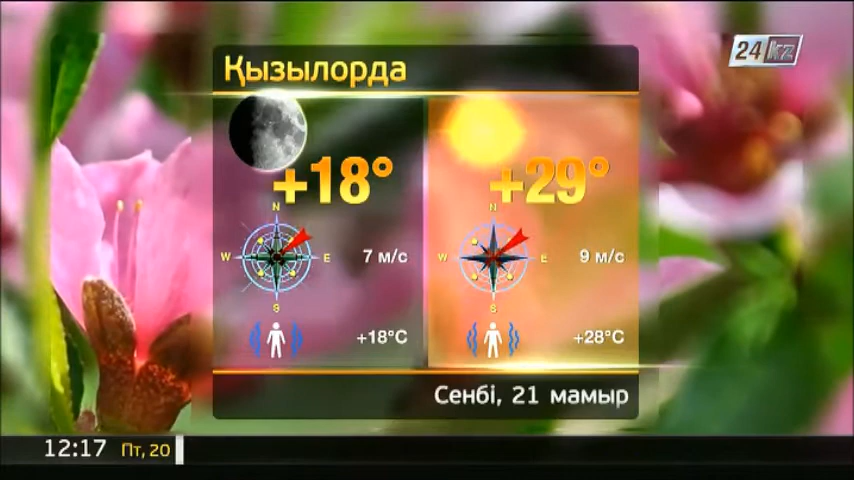 24 kz
Қызылорда
+18° +29°
N N
W E 7 м/с W E 9 м/с
S S
+18°C +28°C
Сенбі, 21 мамыр
12:17 Пт, 20